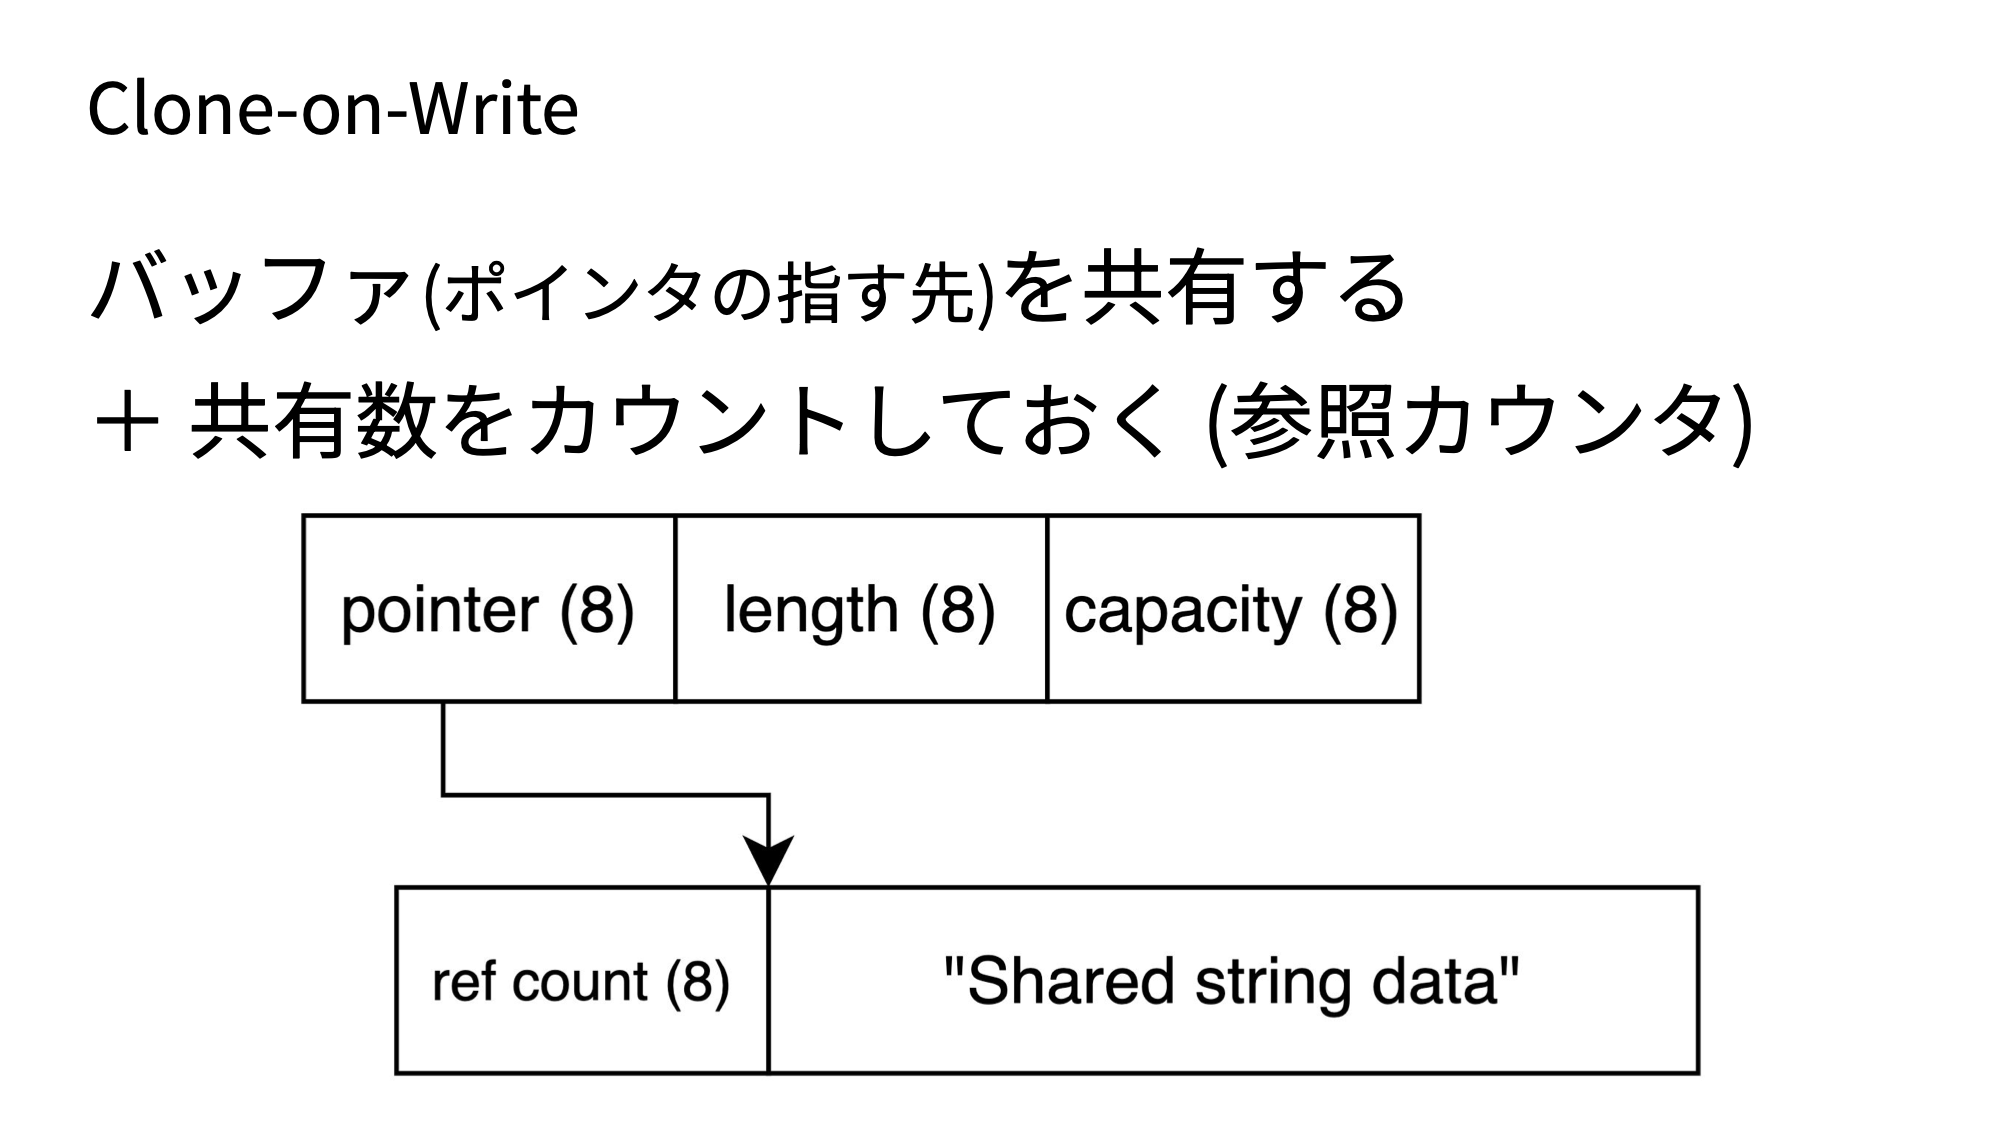 Clone-on-Write
バッファ(ポインタの指す先)を共有する
＋ 共有数をカウントしておく (参照カウンタ)
pointer (8) length (8) capacity (8)
ref count (8) "Shared string data"